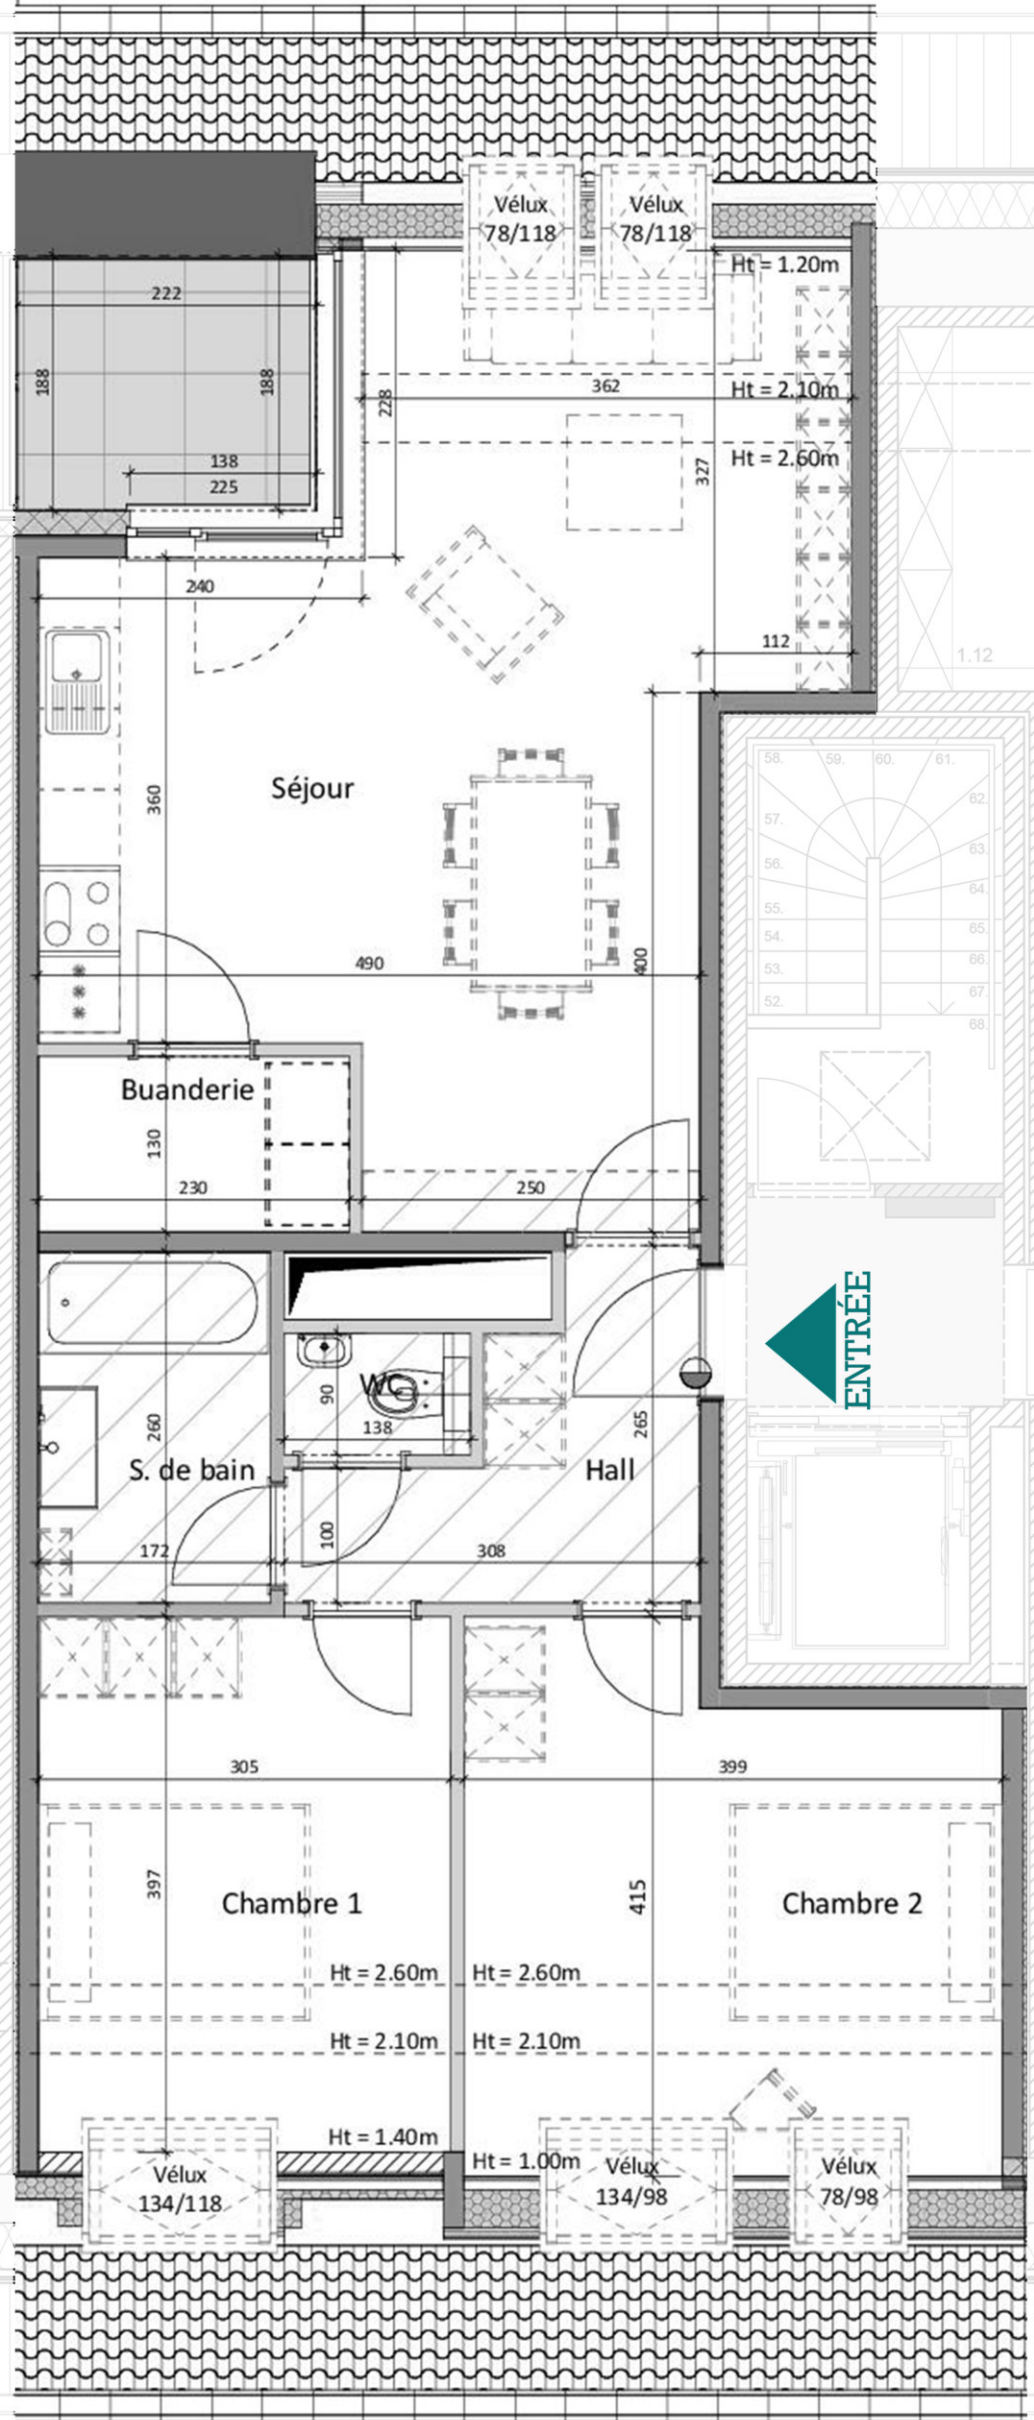 Vélux
78/118
Vélux
78/118
Ht = 1.20m
222
188
188
228
362
Ht = 2.10m
138
225
327
Ht = 2.60m
240
112
1.12
Séjour
360
58.
59.
60.
61.
57.
62.
56.
63.
55.
64.
54.
65.
53.
66.
52.
67.
68.
490
400
Buanderie
130
230
250
ENTRÉE
WC
90
138
260
265
S. de bain
Hall
100
172
308
305
399
397
415
Chambre 1
Chambre 2
Ht = 2.60m
Ht = 2.60m
Ht = 2.10m
Ht = 2.10m
Ht = 1.40m
Ht = 1.00m
Vélux
134/118
Vélux
134/98
Vélux
78/98